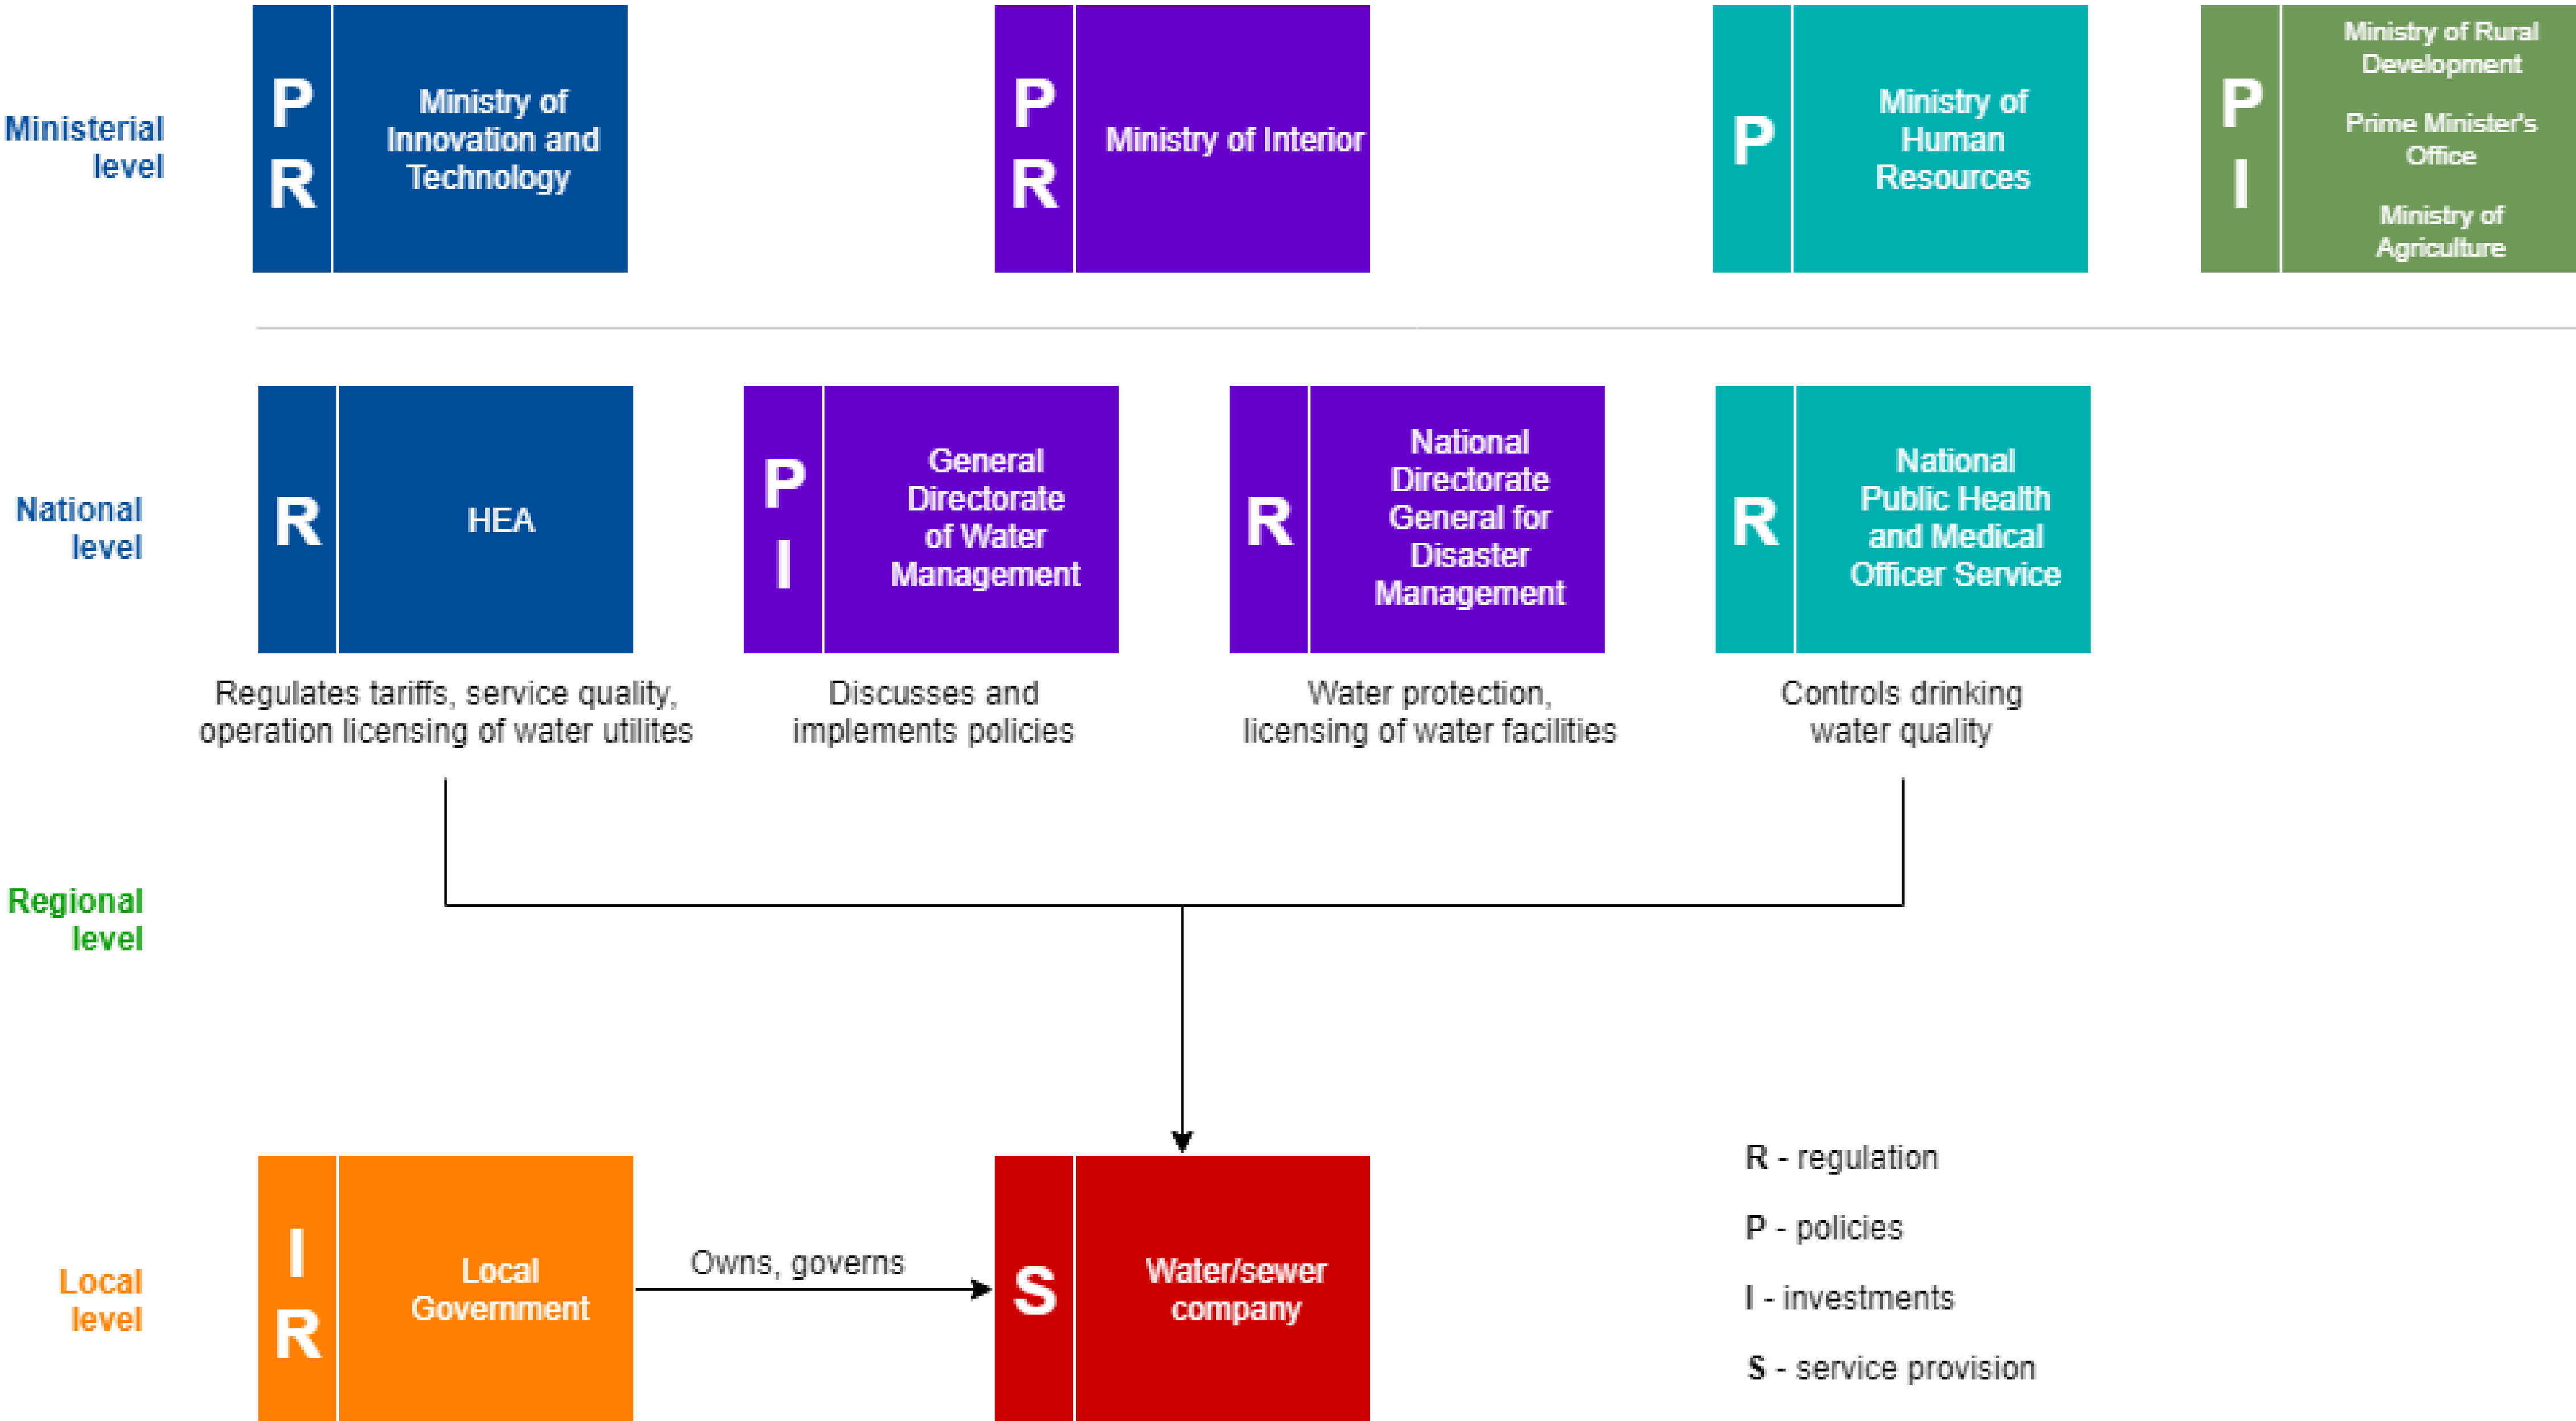 Ministerial
level
P
R
Ministry of
Innovation and
Technology
P
R
Ministry of Interior
P
Ministry of
Human
Resources
P
I
Ministry of Rural
Development
Prime Minister's
Office
Ministry of
Agriculture
National
level
R
HEA
P
I
General
Directorate
of Water
Management
R
National
Directorate
General for
Disaster
Management
R
National
Public Health
and Medical
Officer Service
Regulates tariffs, service quality,
operation licensing of water utilites
Discusses and
implements policies
Water protection,
licensing of water facilities
Controls drinking
water quality
Regional
level
Local
level
I
R
Local
Government
Owns, governs
S
Water/sewer
company
R - regulation
P - policies
I - investments
S - service provision